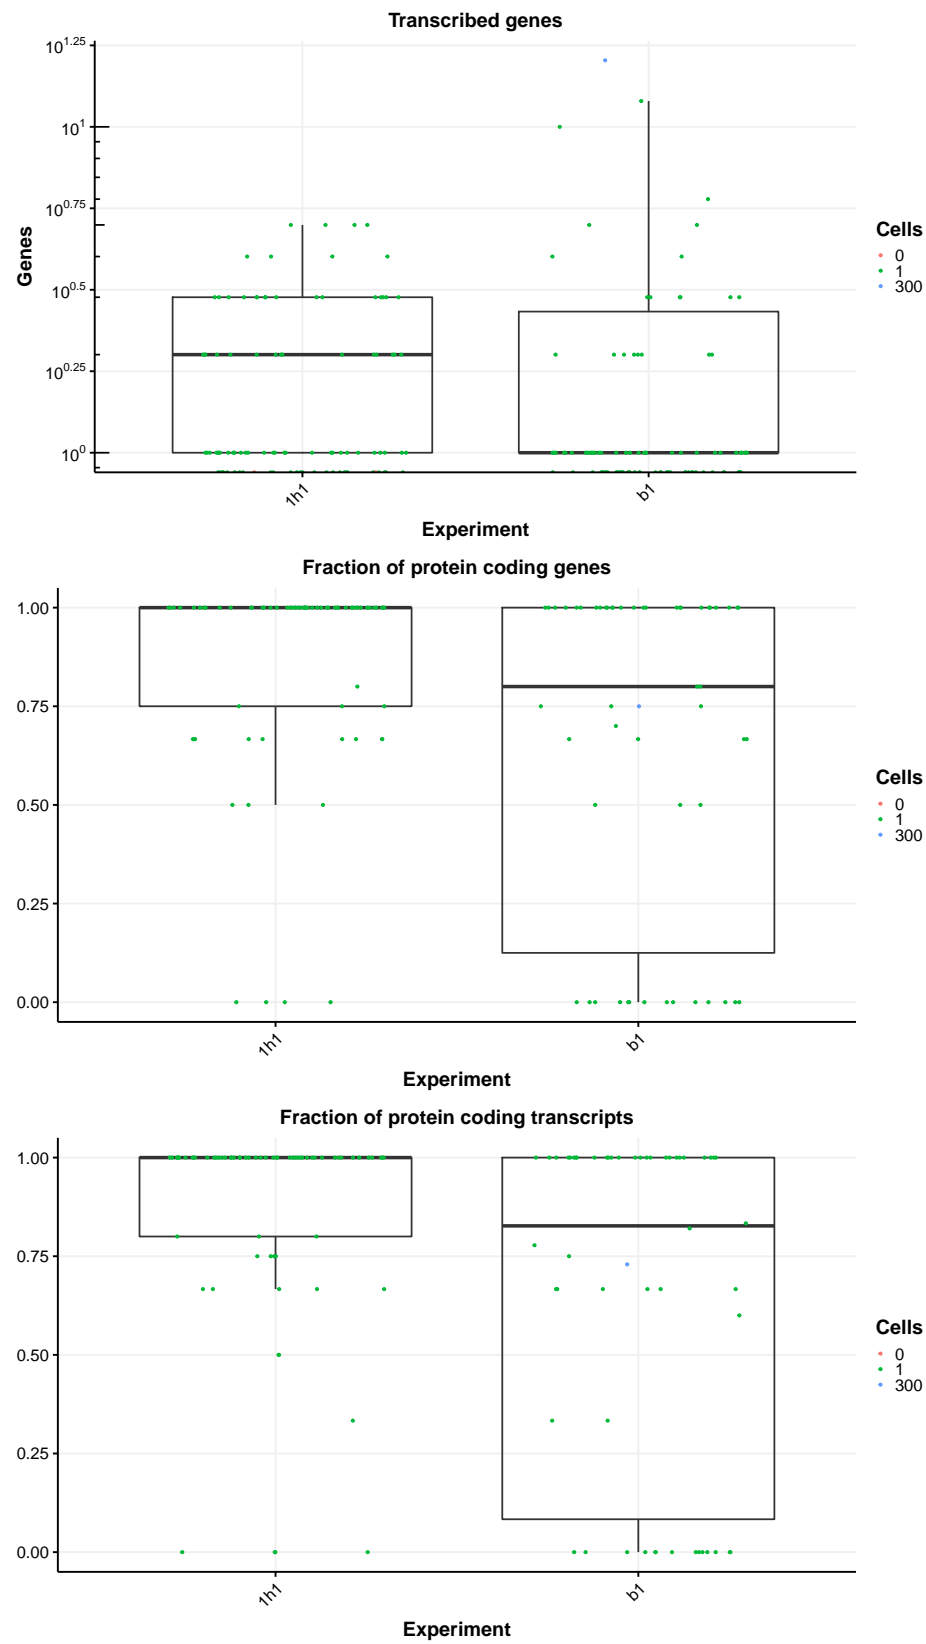 Transcribed genes
10^1.25
10^1
10^0.75
10^0.5
10^0.25
10^0
Genes
1h1
b1
Experiment
Cells
0
1
300
Fraction of protein coding genes
1.00
0.75
0.50
0.25
0.00
1h1
b1
Experiment
Cells
0
1
300
Fraction of protein coding transcripts
1.00
0.75
0.50
0.25
0.00
1h1
b1
Experiment
Cells
0
1
300